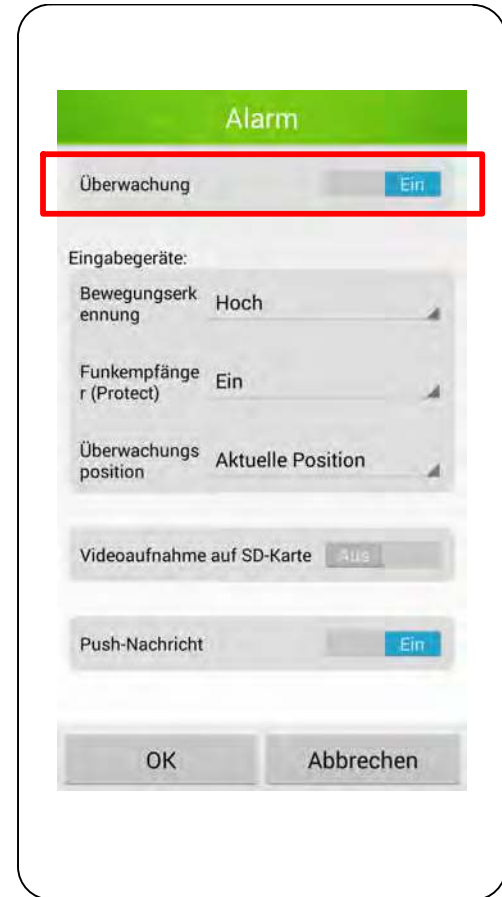 Alarm
Überwachung Ein
Eingabegeräte:
Bewegungserk
ennung
Hoch
Funkempfänge
r (Protect)
Ein
Überwachungs
position
Aktuelle Position
Videoaufnahme auf SD-Karte Aus
Push-Nachricht Ein
OK Abbrechen